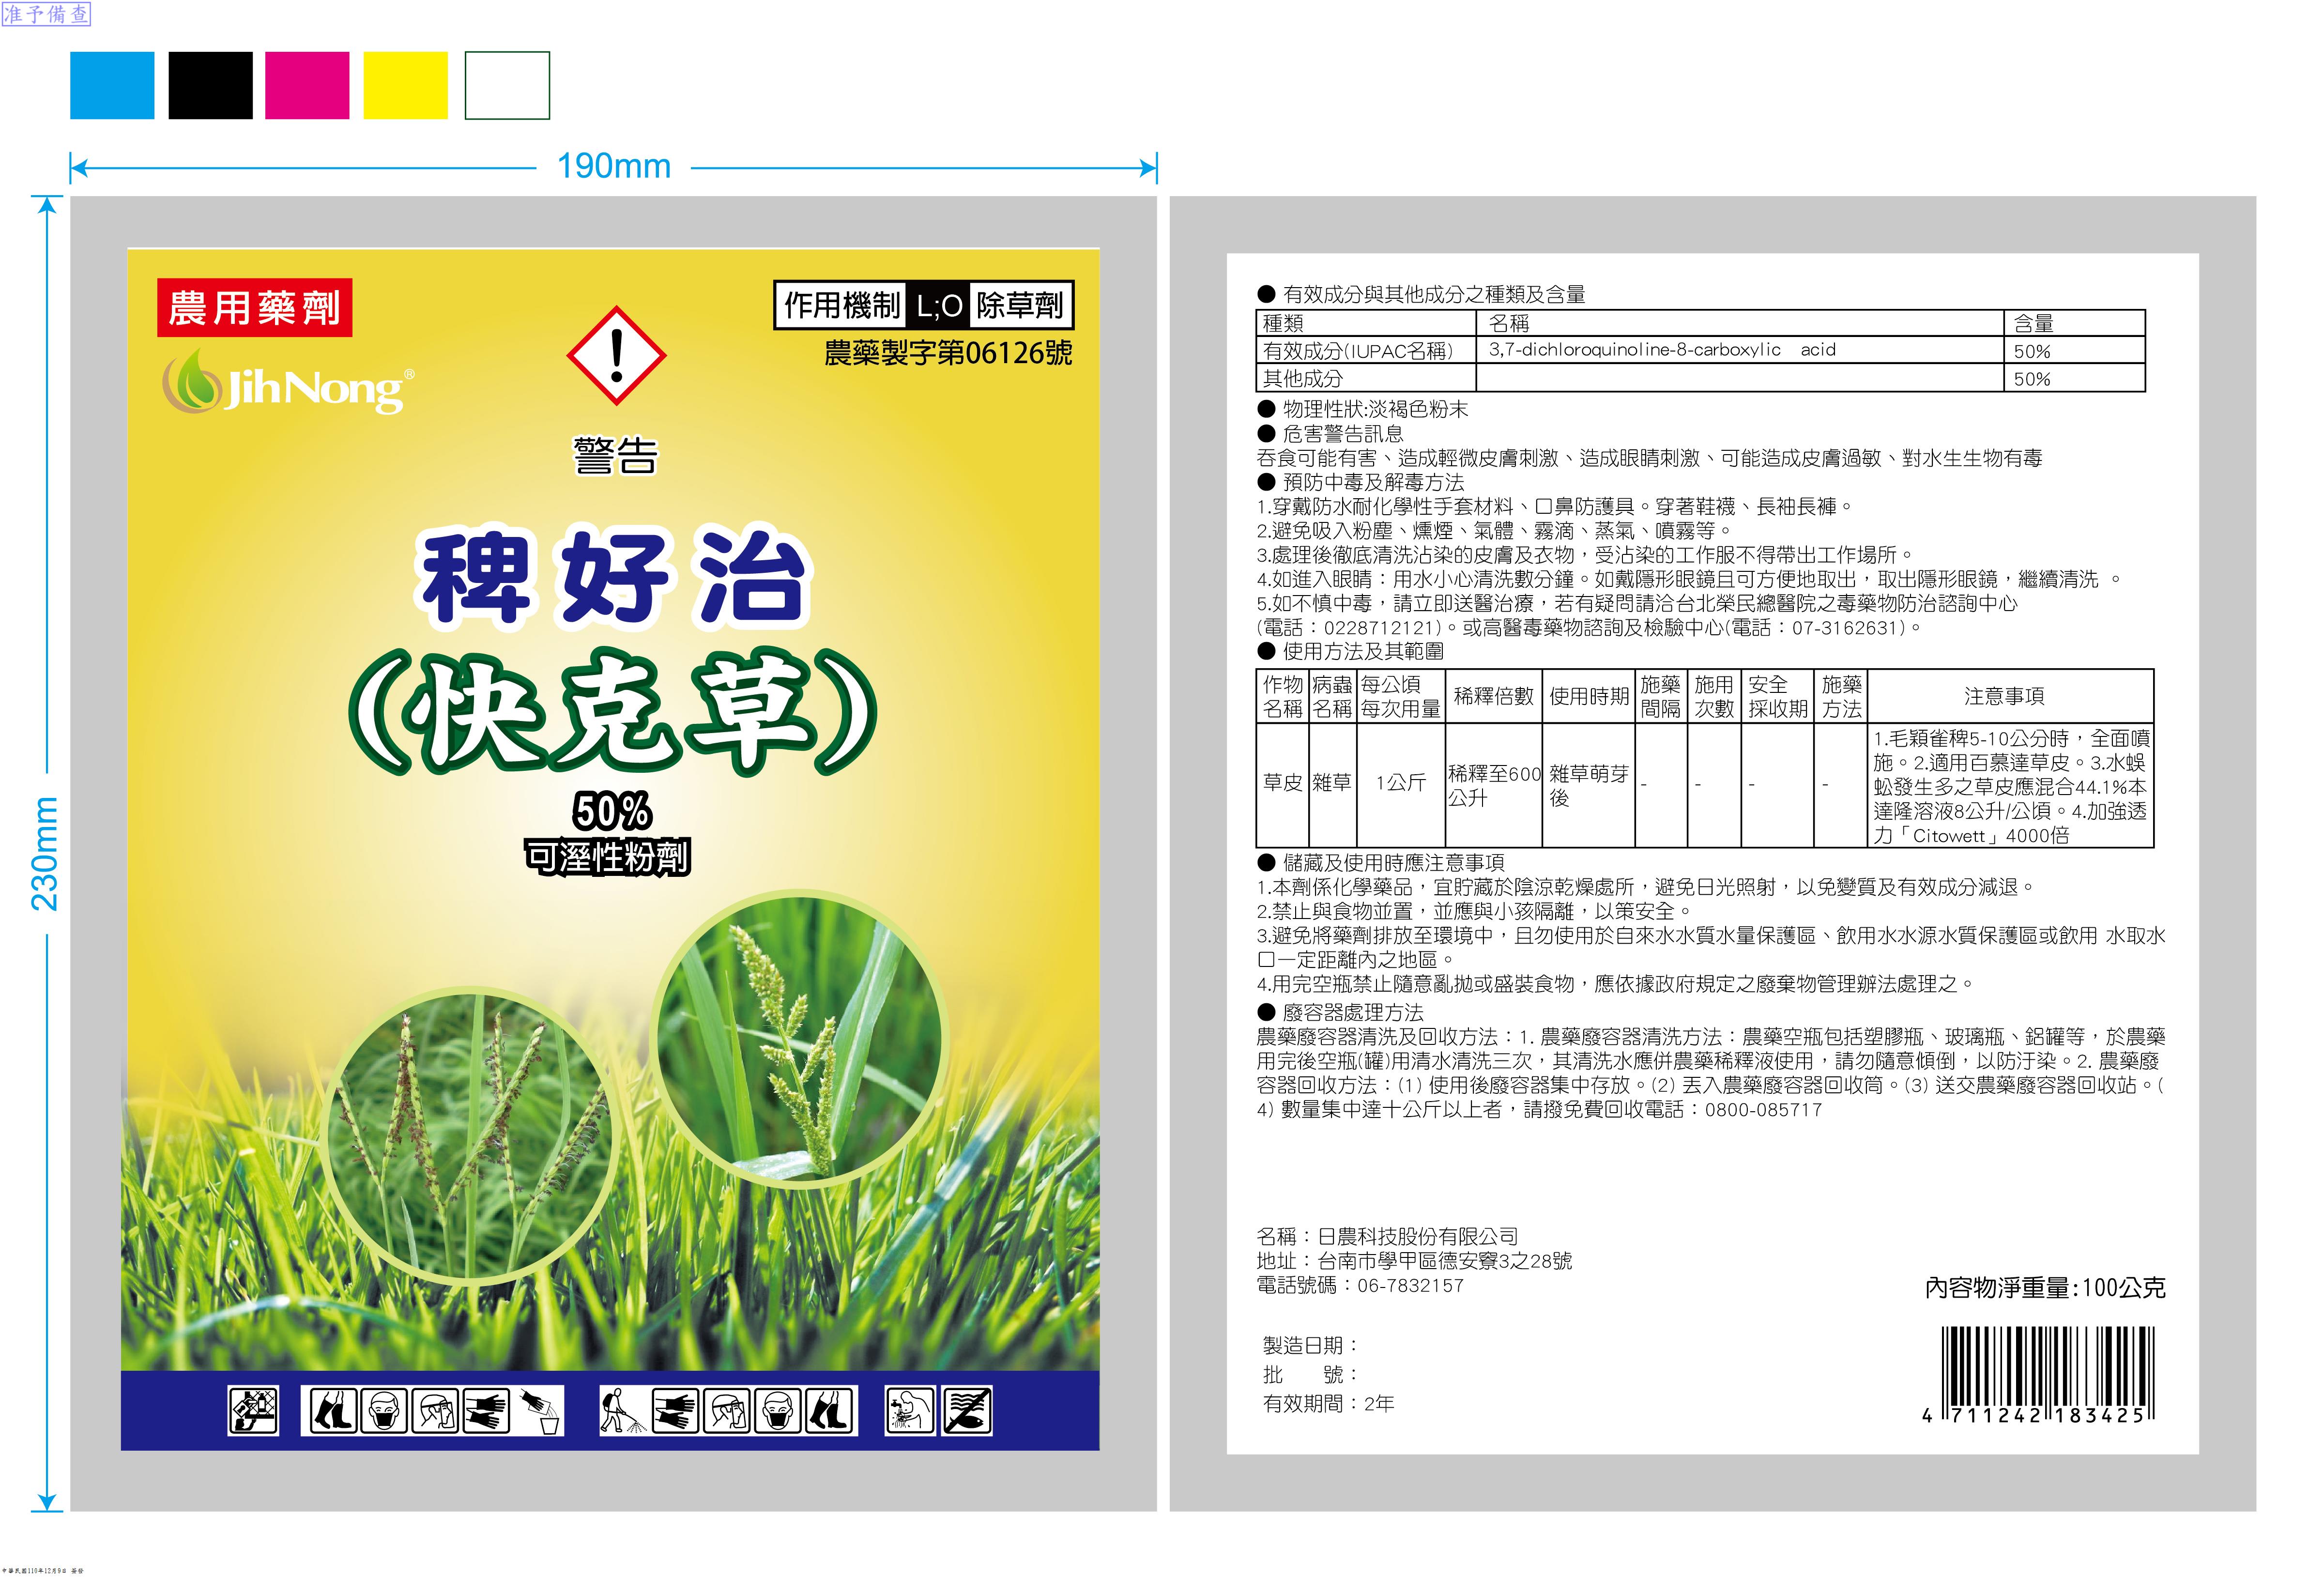 准予備查
190mm
230mm
農用藥劑
JihNong®
作用機制 L;O 除草劑
農藥製字第06126號
警告
稗好治
(快克草)
50%
可溼性粉劑
● 有效成分與其他成分之種類及含量
種類 名稱 含量
有效成分(IUPAC名稱) 3,7-dichloroquinoline-8-carboxylic acid 50%
其他成分 50%
● 物理性狀:淡褐色粉末
● 危害警告訊息
吞食可能有害、造成輕微皮膚刺激、造成眼睛刺激、可能造成皮膚過敏、對水生生物有毒
● 預防中毒及解毒方法
1.穿戴防水耐化學性手套材料、口鼻防護具。穿著鞋襪、長袖長褲。
2.避免吸入粉塵、燻煙、氣體、霧滴、蒸氣、噴霧等。
3.處理後徹底清洗沾染的皮膚及衣物，受沾染的工作服不得帶出工作場所。
4.如進入眼睛：用水小心清洗數分鐘。如戴隱形眼鏡且可方便地取出，取出隱形眼鏡，繼續清洗 。
5.如不慎中毒，請立即送醫治療，若有疑問請洽台北榮民總醫院之毒藥物防治諮詢中心
(電話：0228712121)。或高醫毒藥物諮詢及檢驗中心(電話：07-3162631)。
● 使用方法及其範圍
作物名稱 病蟲名稱 每公頃每次用量 稀釋倍數 使用時期 施藥間隔 施用次數 安全採收期 施藥方法 注意事項
草皮 雜草 1公斤 稀釋至600公升 雜草萌芽後 - - - -
1.毛穎雀稗5-10公分時，全面噴
施。2.適用百慕達草皮。3.水蜈
蚣發生多之草皮應混合44.1%本
達隆溶液8公升/公頃。4.加強透
力「Citowett」4000倍
● 儲藏及使用時應注意事項
1.本劑係化學藥品，宜貯藏於陰涼乾燥處所，避免日光照射，以免變質及有效成分減退。
2.禁止與食物並置，並應與小孩隔離，以策安全。
3.避免將藥劑排放至環境中，且勿使用於自來水水質水量保護區、飲用水水源水質保護區或飲用 水取水
口一定距離內之地區。
4.用完空瓶禁止隨意亂拋或盛裝食物，應依據政府規定之廢棄物管理辦法處理之。
● 廢容器處理方法
農藥廢容器清洗及回收方法：1. 農藥廢容器清洗方法：農藥空瓶包括塑膠瓶、玻璃瓶、鋁罐等，於農藥
用完後空瓶(罐)用清水清洗三次，其清洗水應併農藥稀釋液使用，請勿隨意傾倒，以防汙染。2. 農藥廢
容器回收方法：(1) 使用後廢容器集中存放。(2) 丟入農藥廢容器回收筒。(3) 送交農藥廢容器回收站。(
4) 數量集中達十公斤以上者，請撥免費回收電話：0800-085717
名稱：日農科技股份有限公司
地址：台南市學甲區德安寮3之28號
電話號碼：06-7832157
內容物淨重量:100公克
製造日期：
批 號：
有效期間：2年
4 711242 183425
中華民國110年12月9日 簽發